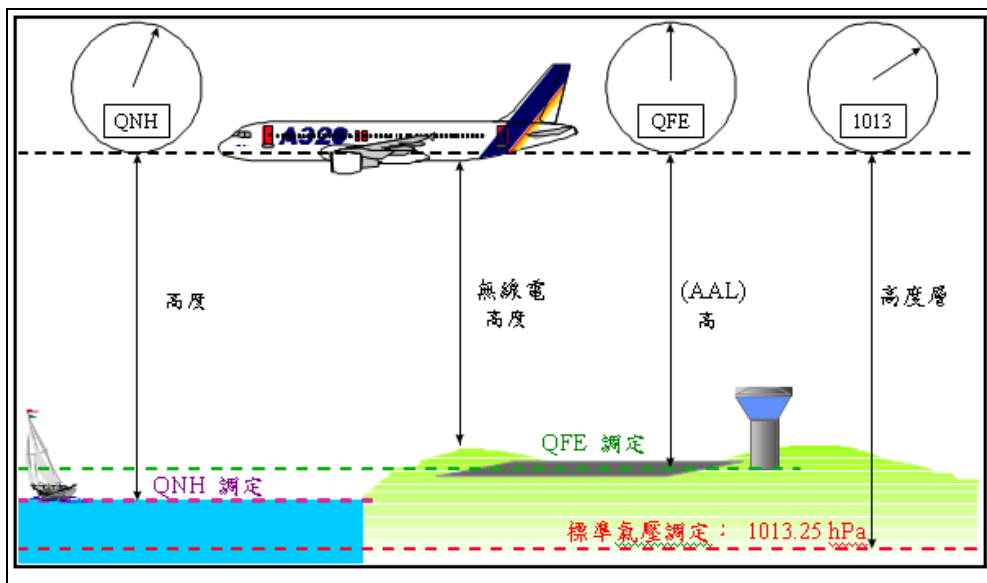 QNH
QFE
1013
A320
高度
無線電
高度
(AAL)
高
高度層
QFE 調定
QNH 調定
標準氣壓調定： 1013.25 hPa